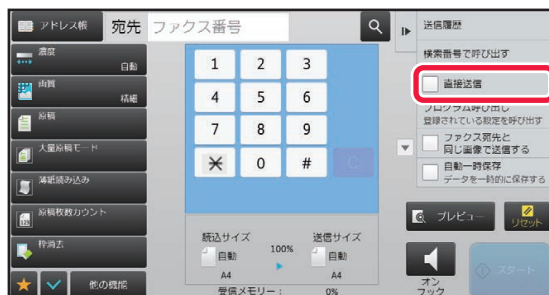 アドレス帳
宛先
ファクス番号
濃度
自動
画質
精細
原稿
大量原稿モード
薄紙読み込み
原稿枚数カウント
枠消去
他の機能
1 2 3
4 5 6
7 8 9
0 #
C
読込サイズ
自動
A4
100%
送信サイズ
自動
A4
受信メモリー： 0%
送信履歴
検索番号で呼び出す
直接送信
プログラム呼び出し
登録されている設定を呼び出す
ファクス宛先と
同じ画像で送信する
自動一時保存
データを一時的に保存する
プレビュー
リセット
オン
フック
スタート